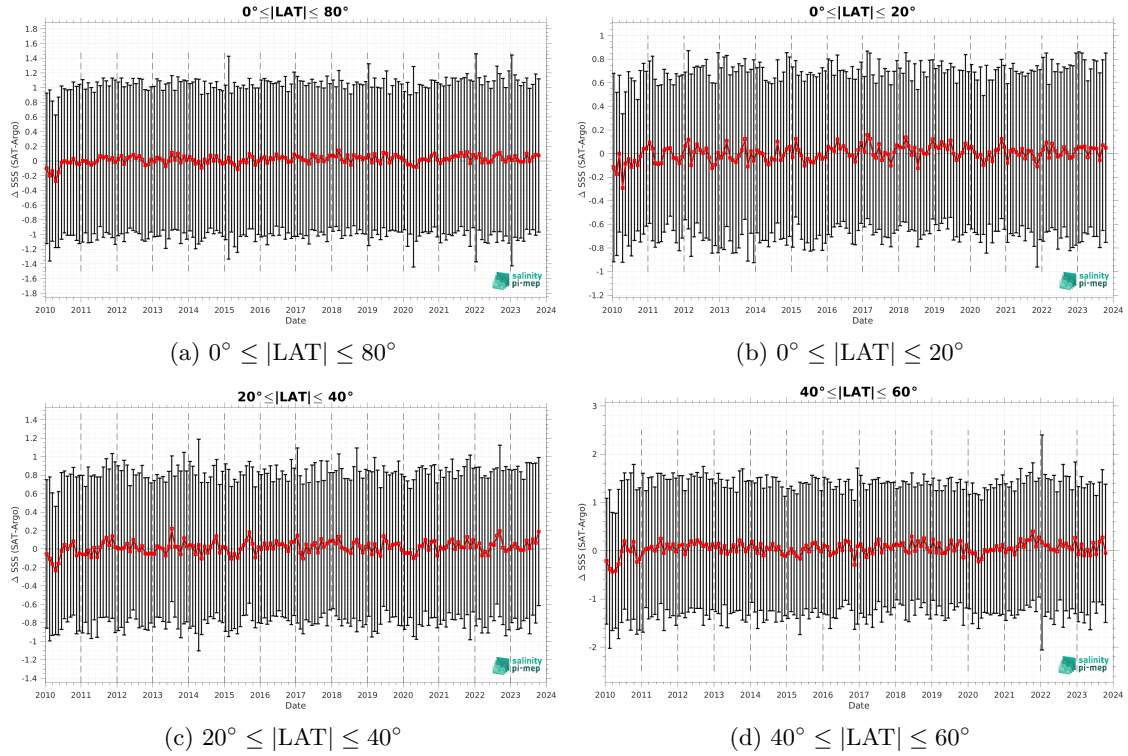 0°≤|LAT|≤ 80°
Δ SSS (SAT-Argo)
1.8
1.6
1.4
1.2
1
0.8
0.6
0.4
0.2
0
-0.2
-0.4
-0.6
-0.8
-1
-1.2
-1.4
-1.6
-1.8
2010 2011 2012 2013 2014 2015 2016 2017 2018 2019 2020 2021 2022 2023 2024
Date
salinity
pi-mep
(a) 0° ≤ |LAT| ≤ 80°
0°≤|LAT|≤ 20°
Δ SSS (SAT-Argo)
1
0.8
0.6
0.4
0.2
0
-0.2
-0.4
-0.6
-0.8
-1
-1.2
2010 2011 2012 2013 2014 2015 2016 2017 2018 2019 2020 2021 2022 2023 2024
Date
salinity
pi-mep
(b) 0° ≤ |LAT| ≤ 20°
20°≤|LAT|≤ 40°
Δ SSS (SAT-Argo)
1.4
1.2
1
0.8
0.6
0.4
0.2
0
-0.2
-0.4
-0.6
-0.8
-1
-1.2
-1.4
2010 2011 2012 2013 2014 2015 2016 2017 2018 2019 2020 2021 2022 2023 2024
Date
salinity
pi-mep
(c) 20° ≤ |LAT| ≤ 40°
40°≤|LAT|≤ 60°
Δ SSS (SAT-Argo)
3
2
1
0
-1
-2
2010 2011 2012 2013 2014 2015 2016 2017 2018 2019 2020 2021 2022 2023 2024
Date
salinity
pi-mep
(d) 40° ≤ |LAT| ≤ 60°